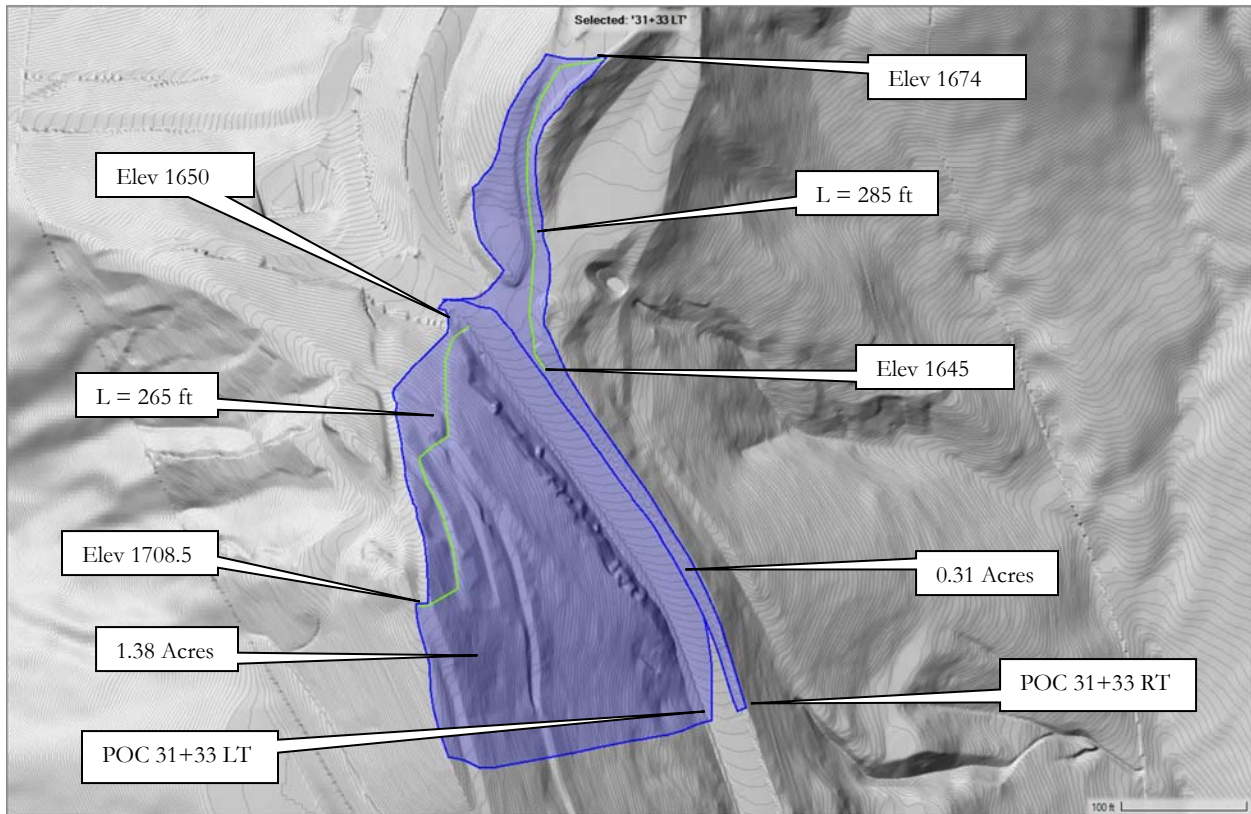 Selected: '31+33 LT'
Elev 1674
Elev 1650
L = 285 ft
Elev 1645
L = 265 ft
Elev 1708.5
0.31 Acres
1.38 Acres
POC 31+33 RT
POC 31+33 LT
100 ft